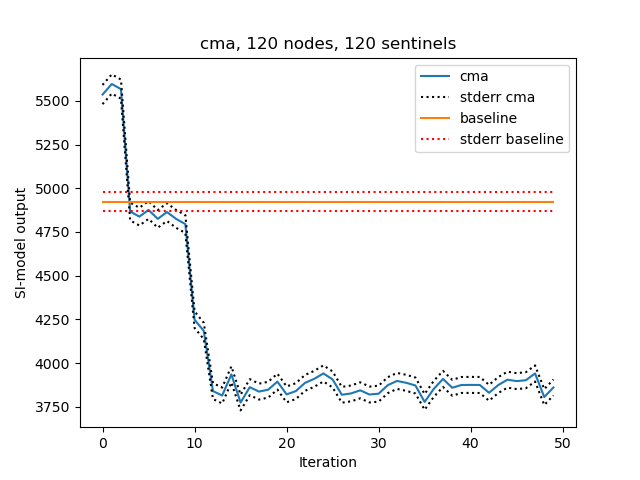 cma, 120 nodes, 120 sentinels
cma
stderr cma
baseline
stderr baseline
SI-model output
5500
5250
5000
4750
4500
4250
4000
3750
0 10 20 30 40 50
Iteration